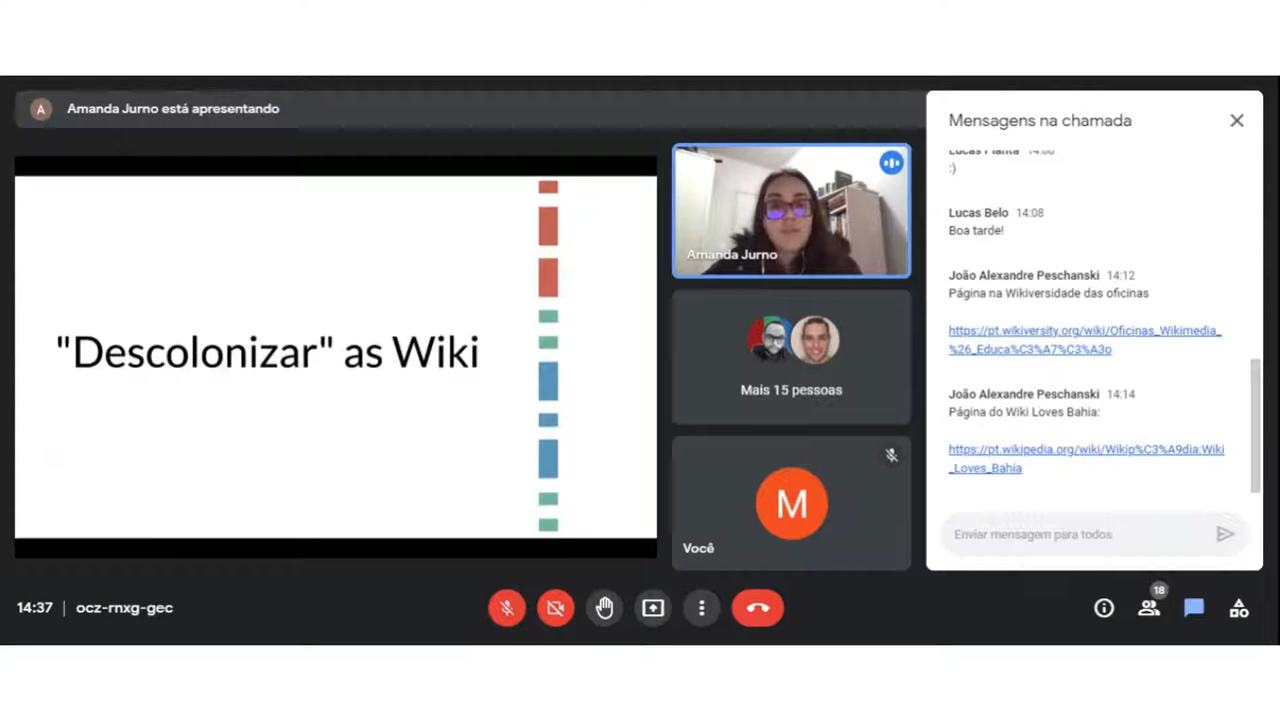 A
Amanda Jurno está apresentando
"Descolonizar" as Wiki
Amanda Jurno
Mais 15 pessoas
M
Você
Mensagens na chamada
:)
Lucas Belo 14:08
Boa tarde!
João Alexandre Peschanski 14:12
Página na Wikiversidade das oficinas
https://pt.wikiversity.org/wiki/Oficinas_Wikimedia_
%26_Educa%C3%A7%C3%A3o
João Alexandre Peschanski 14:14
Página do Wiki Loves Bahia:
https://pt.wikipedia.org/wiki/Wikip%C3%A9dia:Wiki
_Loves_Bahia
Enviar mensagem para todos
14:37 | ocz-rnxg-gec
18